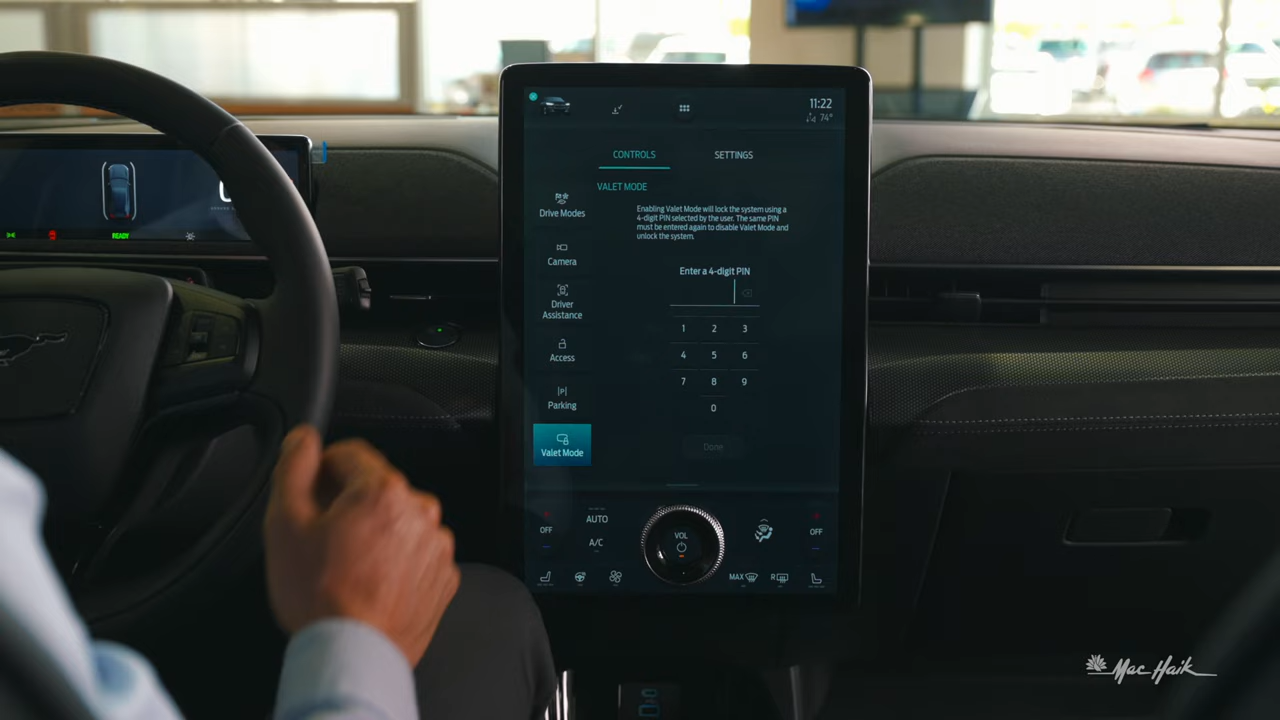 11:22
74°
CONTROLS
SETTINGS
VALET MODE
Enabling Valet Mode will lock the system using a
4-digit PIN selected by the user. The same PIN
must be entered again to disable Valet Mode and
unlock the system.
Drive Modes
Camera
Driver
Assistance
Access
Parking
Valet Mode
Enter a 4-digit PIN
1 2 3
4 5 6
7 8 9
0
Done
READY
OFF
AUTO
A/C
VOL
OFF
MAX
R
Mac Haik